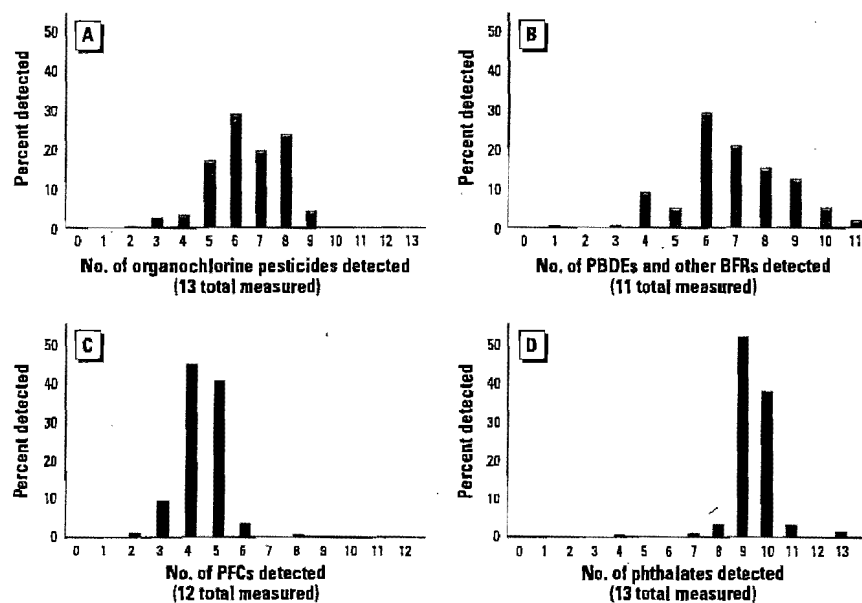 A
Percent detected
50
40
30
20
10
0
0 1 2 3 4 5 6 7 8 9 10 11 12 13
No. of organochlorine pesticides detected
(13 total measured)
B
Percent detected
50
40
30
20
10
0
0 1 2 3 4 5 6 7 8 9 10 11
No. of PBDEs and other BFRs detected
(11 total measured)
C
Percent detected
50
40
30
20
10
0
0 1 2 3 4 5 6 7 8 9 10 11 12
No. of PFCs detected
(12 total measured)
D
Percent detected
50
40
30
20
10
0
0 1 2 3 4 5 6 7 8 9 10 11 12 13
No. of phthalates detected
(13 total measured)